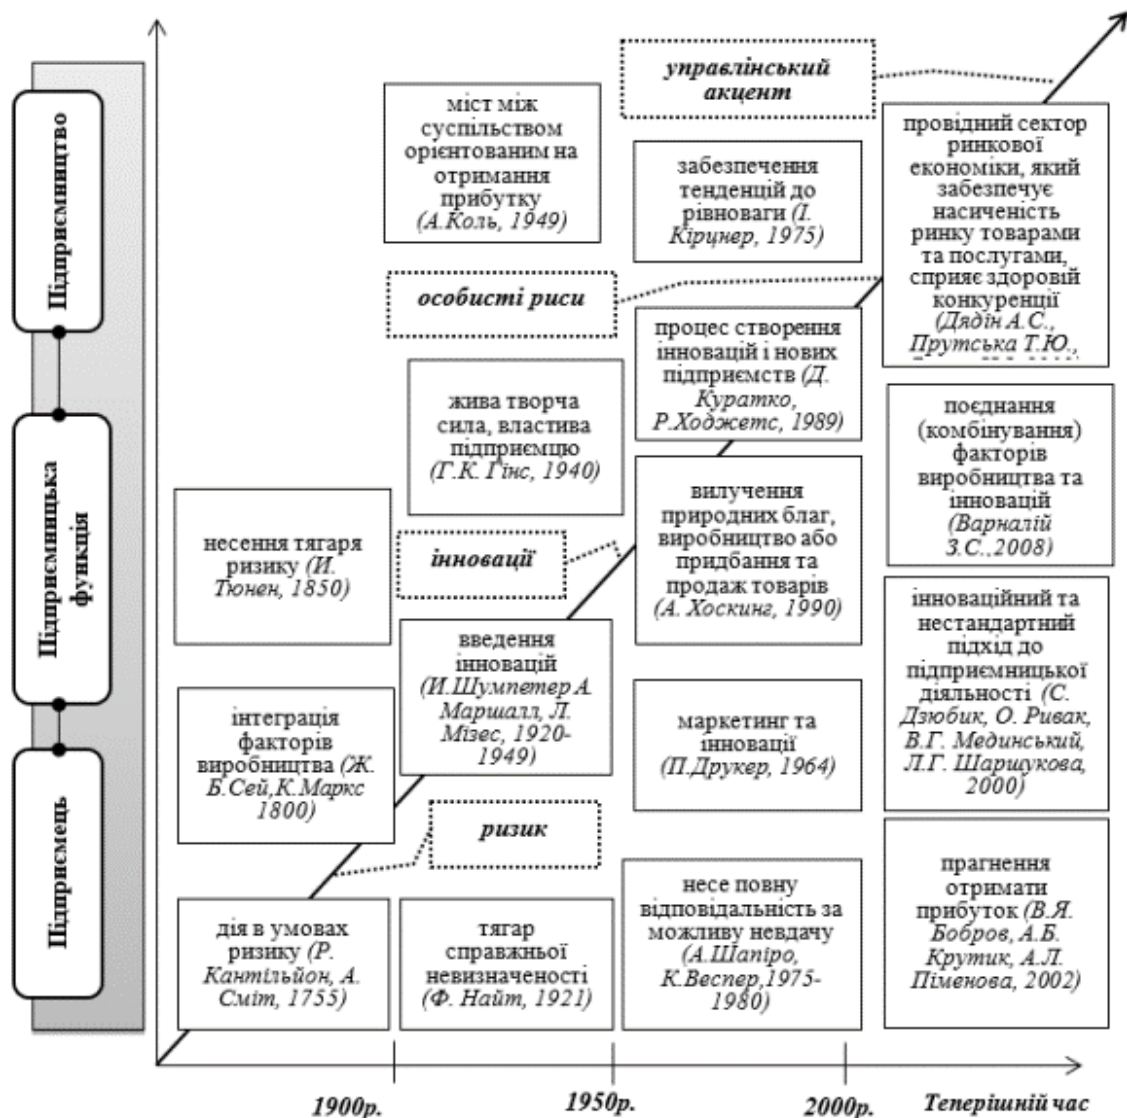 Підприємництво
Підприємницька
функція
Підприємець
управлінський
акцент
міст між
суспільством
орієнтованим на
отримання
прибутку
(А.Коль, 1949)
забезпечення
тенденцій до
рівноваги (І.
Кірцнер, 1975)
провідний сектор
ринкової
економіки, який
забезпечує
насиченість
ринку товарами
та послугами,
сприяє здоровій
конкуренції
(Дядін А.С.,
Прутська Т.Ю.,
особисті риси
процес створення
інновацій і нових
підприємств (Д.
Куратко,
Р.Ходжетс, 1989)
жива творча
сила, властива
підприємцю
(Г.К. Гінс, 1940)
поєднання
(комбінування)
факторів
виробництва та
інновацій
(Варналій
З.С.,2008)
несення тягаря
ризику (И.
Тюнен, 1850)
інновації
вилучення
природних благ,
виробництво або
придбання та
продаж товарів
(А. Хоскинг, 1990)
введення
інновацій
(И.Шумпетер А.
Маршалл, Л.
Мізес, 1920-
1949)
інноваційний та
нестандартний
підхід до
підприємницької
діяльності (С.
Дзюбик, О. Ривак,
В.Г. Мединський,
Л.Г. Шаршукова,
2000)
інтеграція
факторів
виробництва (Ж.
Б.Сей,К.Маркс
1800)
маркетинг та
інновації
(П.Друкер, 1964)
ризик
дія в умовах
ризику (Р.
Кантільйон, А.
Сміт, 1755)
тягар
справжньої
невизначеності
(Ф. Найт, 1921)
несе повну
відповідальність за
можливу невдачу
(А.Шапіро,
К.Веспер,1975-
1980)
прагнення
отримати
прибуток (В.Я.
Бобров, А.Б.
Крутик, А.Л.
Піменова, 2002)
1900р.
1950р.
2000р.
Теперішній час